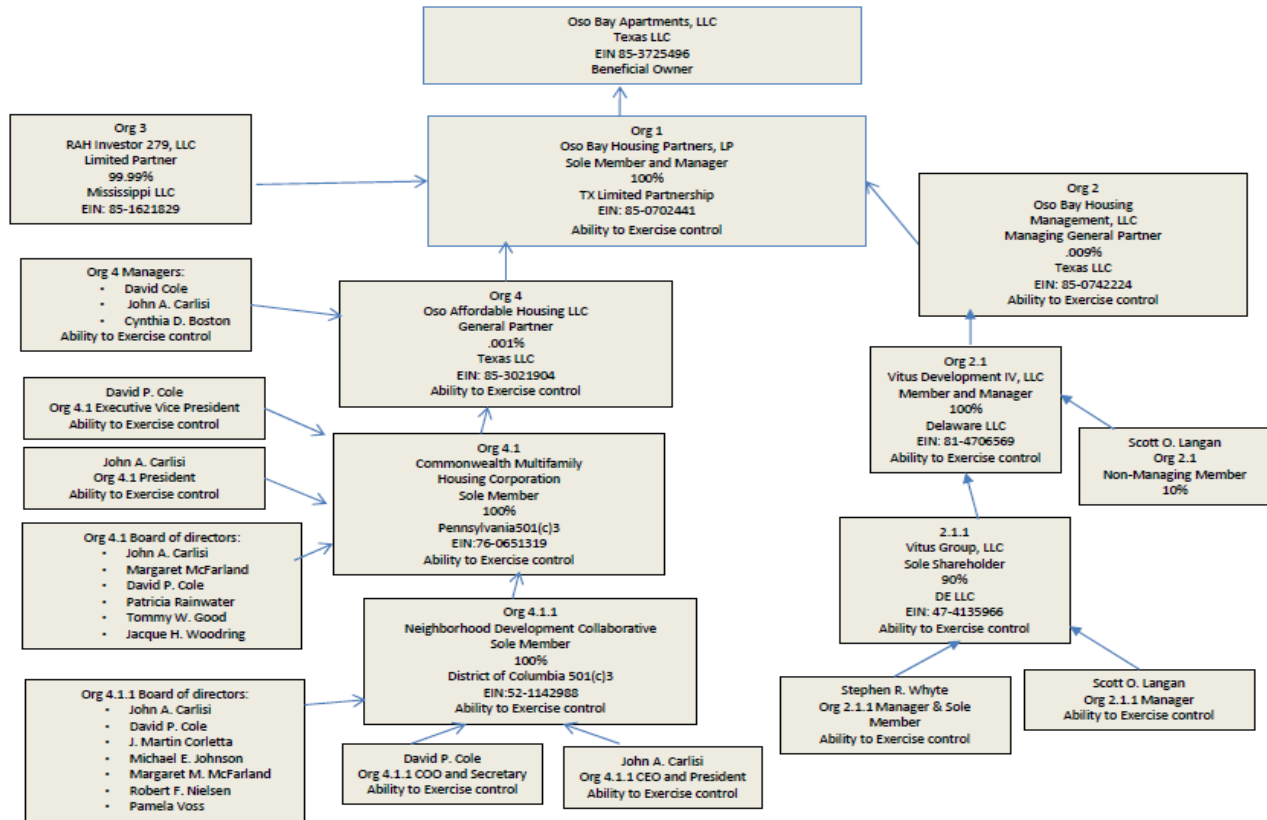 Oso Bay Apartments, LLC
Texas LLC
EIN 85-3725496
Beneficial Owner
Org 3
RAH Investor 279, LLC
Limited Partner
99.99%
Mississippi LLC
EIN: 85-1621829
Org 1
Oso Bay Housing Partners, LP
Sole Member and Manager
100%
TX Limited Partnership
EIN: 85-0702441
Ability to Exercise control
Org 2
Oso Bay Housing
Management, LLC
Managing General Partner
.009%
Texas LLC
EIN: 85-0742224
Ability to Exercise control
Org 4 Managers:
• David Cole
• John A. Carlisi
• Cynthia D. Boston
Ability to Exercise control
Org 4
Oso Affordable Housing LLC
General Partner
.001%
Texas LLC
EIN: 85-3021904
Ability to Exercise control
Org 2.1
Vitus Development IV, LLC
Member and Manager
100%
Delaware LLC
EIN: 81-4706569
Ability to Exercise control
David P. Cole
Org 4.1 Executive Vice President
Ability to Exercise control
Scott O. Langan
Org 2.1
Non-Managing Member
10%
John A. Carlisi
Org 4.1 President
Ability to Exercise control
Org 4.1
Commonwealth Multifamily
Housing Corporation
Sole Member
100%
Pennsylvania501(c)3
EIN:76-0651319
Ability to Exercise control
Org 4.1 Board of directors:
• John A. Carlisi
• Margaret McFarland
• David P. Cole
• Patricia Rainwater
• Tommy W. Good
• Jacque H. Woodring
2.1.1
Vitus Group, LLC
Sole Shareholder
90%
DE LLC
EIN: 47-4135966
Ability to Exercise control
Org 4.1.1
Neighborhood Development Collaborative
Sole Member
100%
District of Columbia 501(c)3
EIN:52-1142988
Ability to Exercise control
Org 4.1.1 Board of directors:
• John A. Carlisi
• David P. Cole
• J. Martin Corletta
• Michael E. Johnson
• Margaret M. McFarland
• Robert F. Nielsen
• Pamela Voss
Stephen R. Whyte
Org 2.1.1 Manager & Sole
Member
Ability to Exercise control
Scott O. Langan
Org 2.1.1 Manager
Ability to Exercise control
David P. Cole
Org 4.1.1 COO and Secretary
Ability to Exercise control
John A. Carlisi
Org 4.1.1 CEO and President
Ability to Exercise control